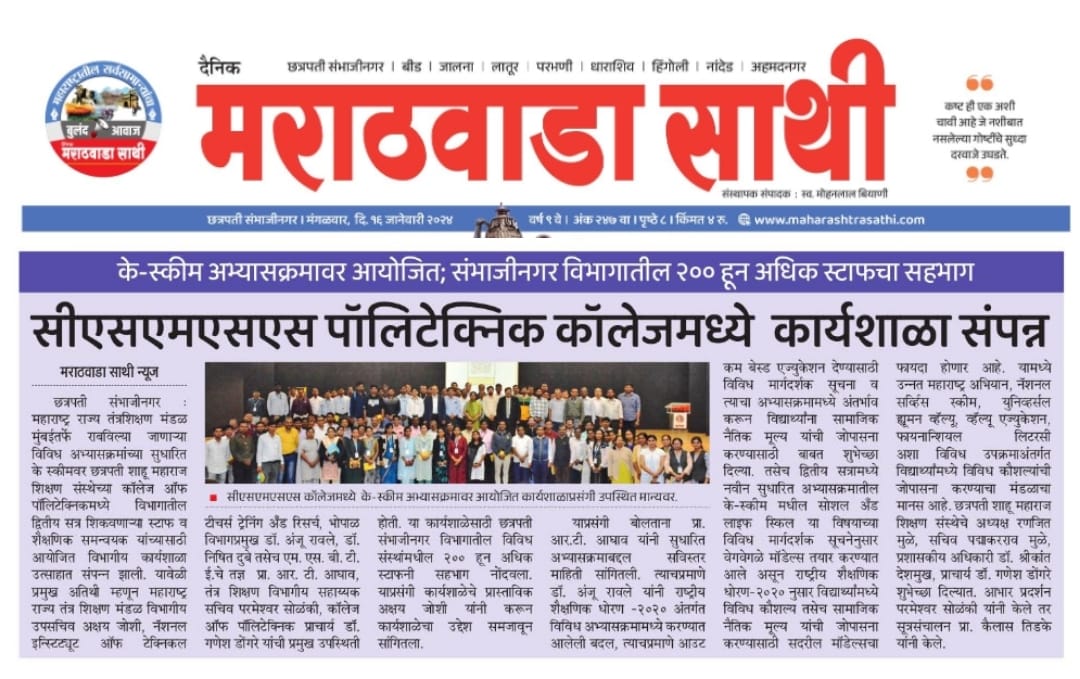 महाराष्ट्रातील सर्वसामान्यांचा
बुलंद आवाज
दैनिक
मराठवाडा साथी
दैनिक
छत्रपती संभाजीनगर । बीड । जालना । लातूर । परभणी । धाराशिव । हिंगोली । नांदेड । अहमदनगर
मराठवाडा साथी
संस्थापक संपादक : स्व. मोहनलाल बियाणी
कष्ट ही एक अशी
चावी आहे जे नशीबात
नसलेल्या गोष्टींचे सुध्दा
दरवाजे उघडते.
छत्रपती संभाजीनगर । मंगळवार, दि. १६ जानेवारी २०२४ वर्ष ९ वे । अंक २४७ वा । पृष्ठे ८ । किंमत ४ रु. www.maharashtrasathi.com
के-स्कीम अभ्यासक्रमावर आयोजित; संभाजीनगर विभागातील २०० हून अधिक स्टाफचा सहभाग
सीएसएमएसएस पॉलिटेक्निक कॉलेजमध्ये कार्यशाळा संपन्न
मराठवाडा साथी न्यूज
छत्रपती संभाजीनगर :
महाराष्ट्र राज्य तंत्रशिक्षण मंडळ
मुंबईतर्फे राबविल्या जाणाऱ्या
विविध अभ्यासक्रमांच्या सुधारित
के स्कीमवर छत्रपती शाहू महाराज
शिक्षण संस्थेच्या कॉलेज ऑफ
पॉलिटेक्निकमध्ये विभागातील
द्वितीय सत्र शिकवणाऱ्या स्टाफ व
शैक्षणिक समन्वयक यांच्यासाठी
आयोजित विभागीय कार्यशाळा
उत्साहात संपन्न झाली. यावेळी
प्रमुख अतिथी म्हणून महाराष्ट्र
राज्य तंत्र शिक्षण मंडळ विभागीय
उपसचिव अक्षय जोशी, नॅशनल
इन्स्टिट्यूट ऑफ टेक्निकल
सीएसएमएसएस कॉलेजमध्ये के-स्कीम अभ्यासक्रमावर आयोजित कार्यशाळाप्रसंगी उपस्थित मान्यवर.
टीचर्स ट्रेनिंग अँड रिसर्च, भोपाळ
विभागप्रमुख डॉ. अंजू रावले, डॉ.
निषित दुबे तसेच एम. एस. बी. टी.
ई.चे तज्ञ प्रा. आर. टी. आघाव,
तंत्र शिक्षण विभागीय सहाय्यक
सचिव परमेश्वर सोळंकी, कॉलेज
ऑफ पॉलिटेक्निक प्राचार्य डॉ.
गणेश डोंगरे यांची प्रमुख उपस्थिती
होती. या कार्यशाळेसाठी छत्रपती
संभाजीनगर विभागातील विविध
संस्थांमधील २०० हून अधिक
स्टाफनी सहभाग नोंदवला.
याप्रसंगी कार्यशाळेचे प्रास्ताविक
अक्षय जोशी यांनी करून
कार्यशाळेचा उद्देश समजावून
सांगितला.
याप्रसंगी बोलताना प्रा.
आर.टी. आघाव यांनी सुधारित
अभ्यासक्रमाबद्दल सविस्तर
माहिती सांगितली. त्याचप्रमाणे
डॉ. अंजू रावले यांनी राष्ट्रीय
शैक्षणिक धोरण -२०२० अंतर्गत
विविध अभ्यासक्रमामध्ये करण्यात
आलेली बदल, त्याचप्रमाणे आउट
कम बेस्ड एज्युकेशन देण्यासाठी
विविध मार्गदर्शक सूचना व
त्याचा अभ्यासक्रमामध्ये अंतर्भाव
करून विद्यार्थ्यांना सामाजिक
नैतिक मूल्य यांची जोपासना
करण्यासाठी बाबत शुभेच्छा
दिल्या. तसेच द्वितीय सत्रामध्ये
नवीन सुधारित अभ्यासक्रमातील
के-स्कीम मधील सोशल अँड
लाइफ स्किल या विषयाच्या
विविध मार्गदर्शक सूचनेनुसार
वेगवेगळे मॉडेल्स तयार करण्यात
आले असून राष्ट्रीय शैक्षणिक
धोरण-२०२० नुसार विद्यार्थ्यांमध्ये
विविध कौशल्य तसेच सामाजिक
नैतिक मूल्य यांची जोपासना
करण्यासाठी सदरील मॉडेल्सचा
फायदा होणार आहे. यामध्ये
उन्नत महाराष्ट्र अभियान, नॅशनल
सर्व्हिस स्कीम, युनिव्हर्सल
ह्यूमन व्हॅल्यू, व्हॅल्यू एज्युकेशन,
फायनान्शियल लिटरसी
अशा विविध उपक्रमाअंतर्गत
विद्यार्थ्यांमध्ये विविध कौशल्यांची
जोपासना करण्याचा मंडळाचा
मानस आहे. छत्रपती शाहू महाराज
शिक्षण संस्थेचे अध्यक्ष रणजित
मुळे, सचिव पद्माकरराव मुळे,
प्रशासकीय अधिकारी डॉ. श्रीकांत
देशमुख, प्राचार्य डॉ. गणेश डोंगरे
शुभेच्छा दिल्यात. आभार प्रदर्शन
परमेश्वर सोळंकी यांनी केले तर
सूत्रसंचालन प्रा. कैलास तिडके
यांनी केले.